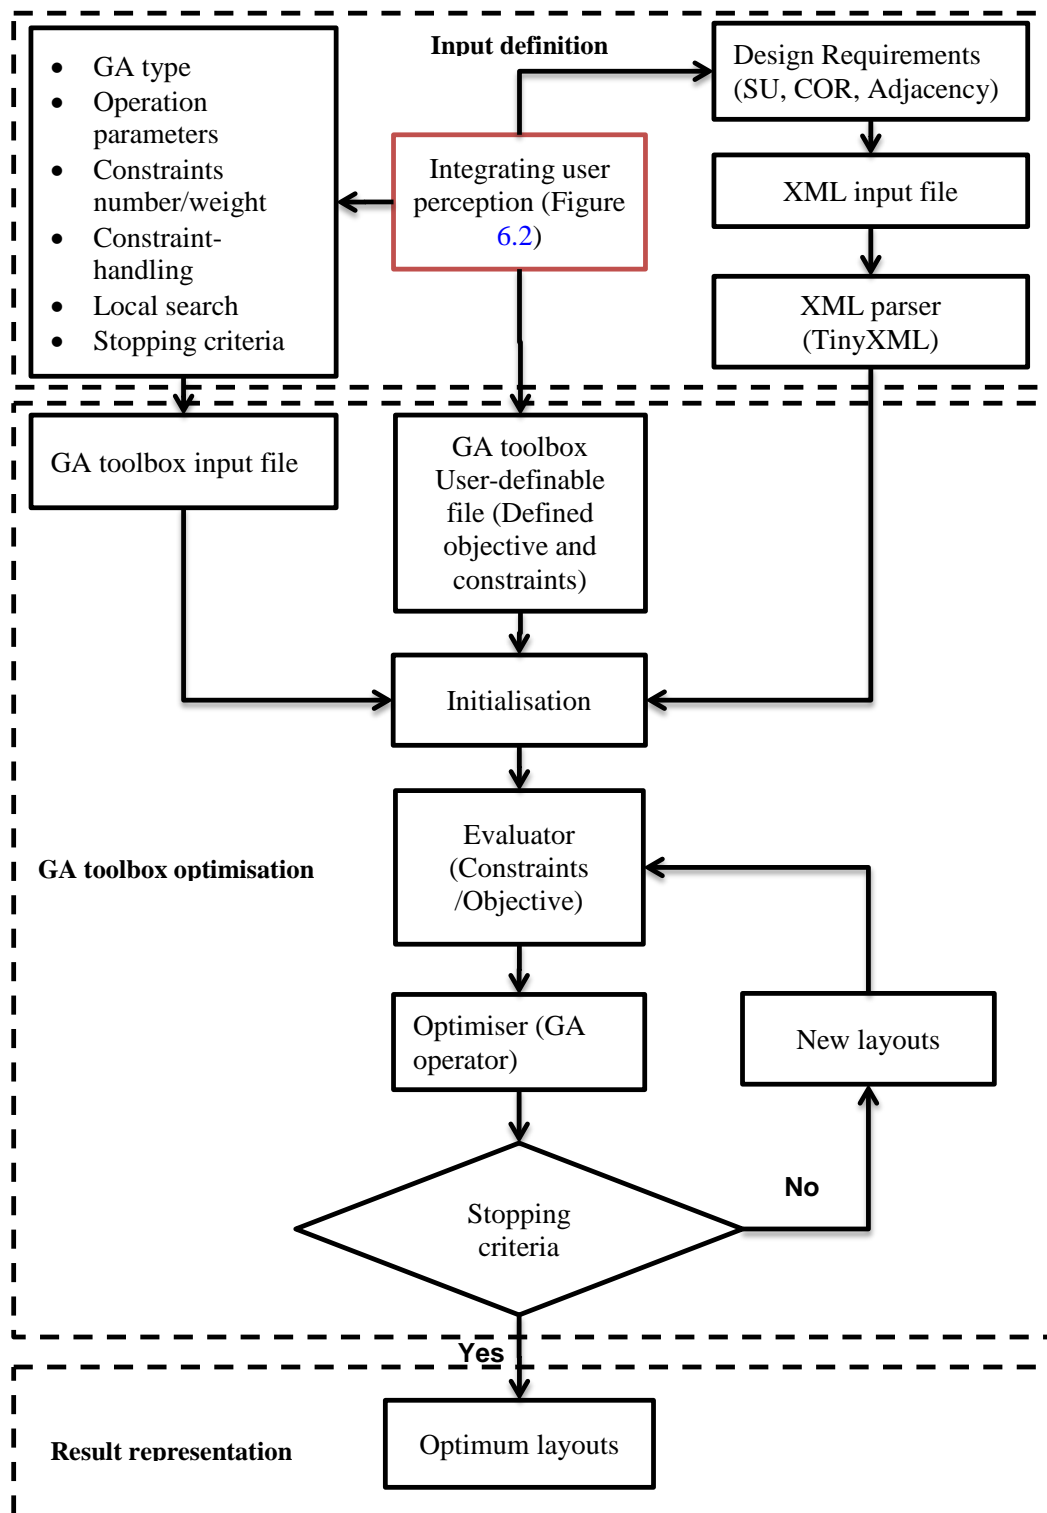 Input definition
• GA type
• Operation
parameters
• Constraints
number/weight
• Constraint-
handling
• Local search
• Stopping criteria
Integrating user
perception (Figure
6.2)
Design Requirements
(SU, COR, Adjacency)
XML input file
XML parser
(TinyXML)
GA toolbox input file
GA toolbox
User-definable
file (Defined
objective and
constraints)
Initialisation
GA toolbox optimisation
Evaluator
(Constraints
/Objective)
Optimiser (GA
operator)
New layouts
No
Stopping
criteria
Yes
Result representation
Optimum layouts